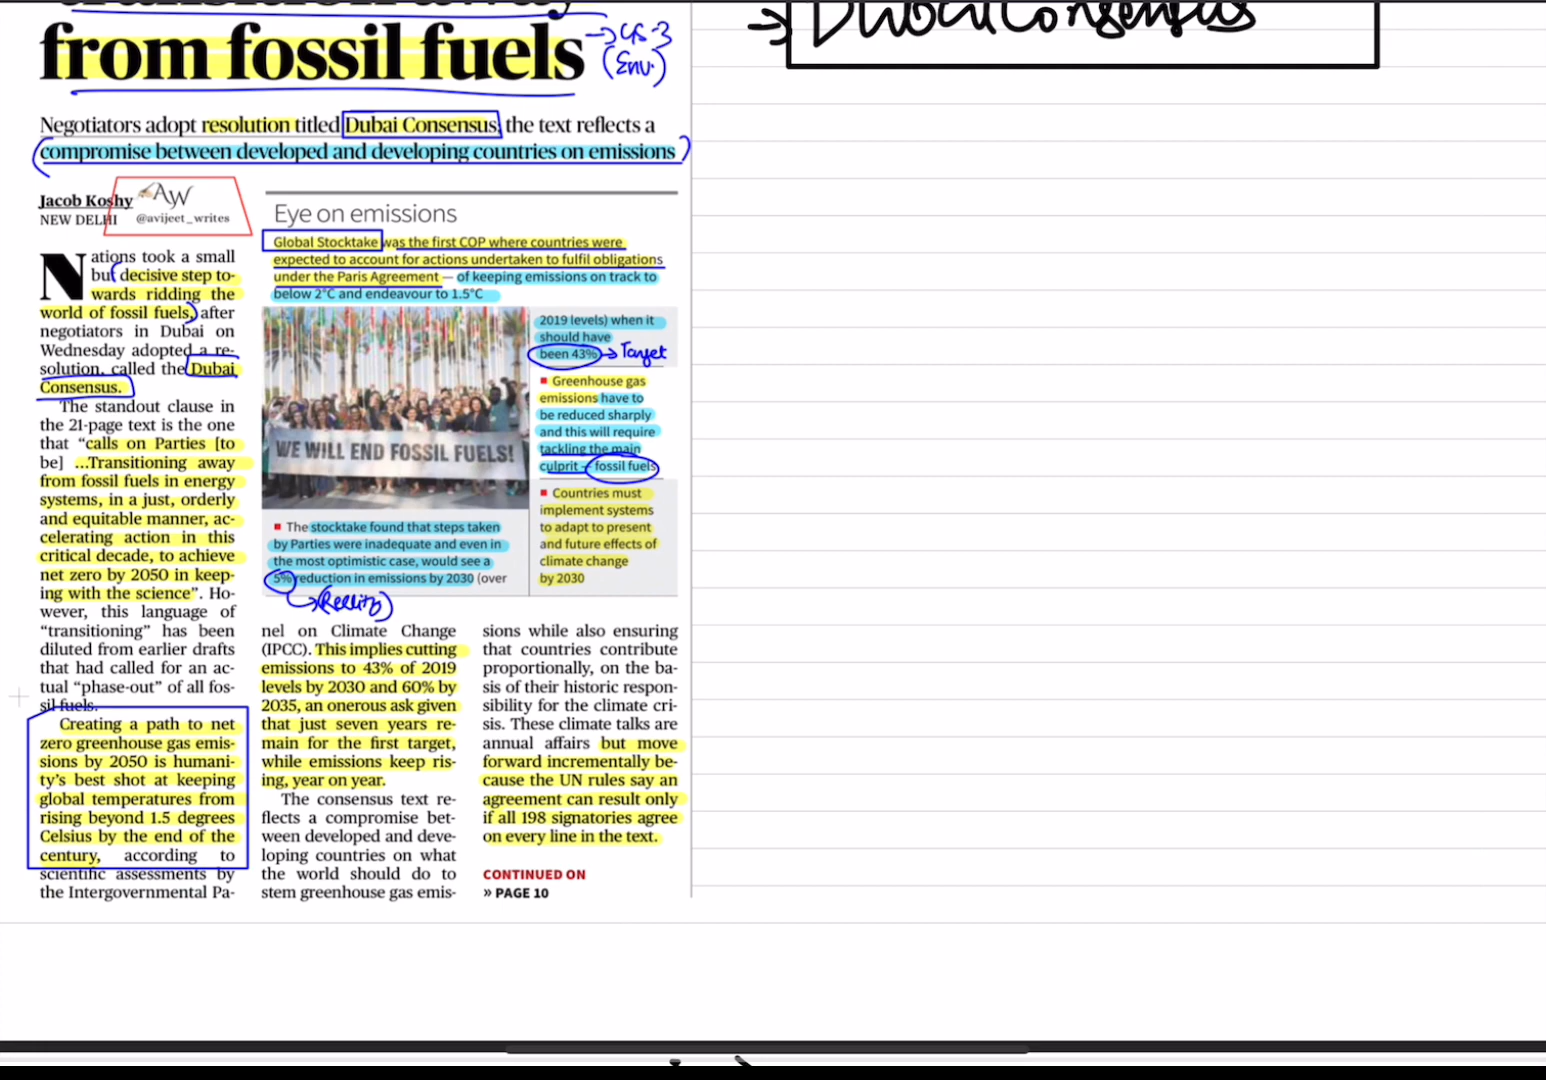 from fossil fuels
→ GS-3
(Env.)
→ Dubai Consensus
Negotiators adopt resolution titled Dubai Consensus; the text reflects a
compromise between developed and developing countries on emissions
Jacob Koshy
NEW DELHI
AW
@avijeet_writes
Nations took a small
but decisive step to-
wards ridding the
world of fossil fuels, after
negotiators in Dubai on
Wednesday adopted a re-
solution, called the Dubai
Consensus.
The standout clause in
the 21-page text is the one
that “calls on Parties [to
be] ...Transitioning away
from fossil fuels in energy
systems, in a just, orderly
and equitable manner, ac-
celerating action in this
critical decade, to achieve
net zero by 2050 in keep-
ing with the science”. Ho-
wever, this language of
“transitioning” has been
diluted from earlier drafts
that had called for an ac-
tual “phase-out” of all fos-
sil fuels.
Creating a path to net
zero greenhouse gas emis-
sions by 2050 is humani-
ty’s best shot at keeping
global temperatures from
rising beyond 1.5 degrees
Celsius by the end of the
century, according to
scientific assessments by
the Intergovernmental Pa-
Eye on emissions
Global Stocktake was the first COP where countries were
expected to account for actions undertaken to fulfil obligations
under the Paris Agreement — of keeping emissions on track to
below 2°C and endeavour to 1.5°C
WE WILL END FOSSIL FUELS!
■ The stocktake found that steps taken
by Parties were inadequate and even in
the most optimistic case, would see a
5% reduction in emissions by 2030 (over
→ (Reality)
2019 levels) when it
should have
been 43% → Target
■ Greenhouse gas
emissions have to
be reduced sharply
and this will require
tackling the main
culprit – fossil fuels
■ Countries must
implement systems
to adapt to present
and future effects of
climate change
by 2030
nel on Climate Change
(IPCC). This implies cutting
emissions to 43% of 2019
levels by 2030 and 60% by
2035, an onerous ask given
that just seven years re-
main for the first target,
while emissions keep ris-
ing, year on year.
The consensus text re-
flects a compromise bet-
ween developed and deve-
loping countries on what
the world should do to
stem greenhouse gas emis-
sions while also ensuring
that countries contribute
proportionally, on the ba-
sis of their historic respon-
sibility for the climate cri-
sis. These climate talks are
annual affairs but move
forward incrementally be-
cause the UN rules say an
agreement can result only
if all 198 signatories agree
on every line in the text.
CONTINUED ON
» PAGE 10